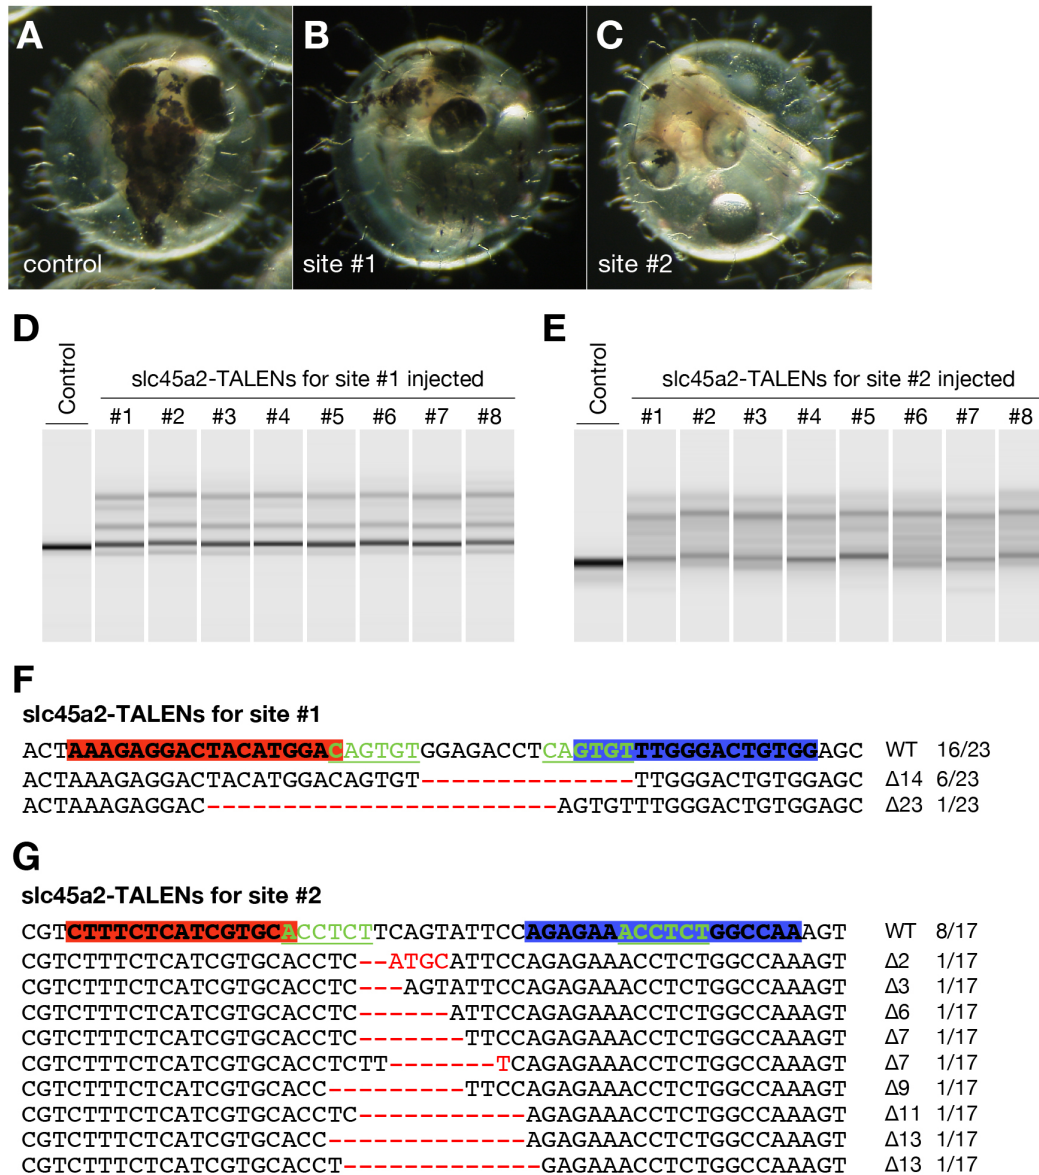 A
B
C
control
site #1
site #2
D
E
Control
slc45a2-TALENs for site #1 injected
#1 #2 #3 #4 #5 #6 #7 #8
Control
slc45a2-TALENs for site #2 injected
#1 #2 #3 #4 #5 #6 #7 #8
F
slc45a2-TALENs for site #1
ACTAAAGAGGACTACATGGACAGTGTGGAGACCTCAGTGTTTGGGACTGTGGAGC WT 16/23
ACTAAAGAGGACTACATGGACAGTGT--------------TTGGGACTGTGGAGC Δ14 6/23
ACTAAAGAGGAC-----------------------AGTGTTTGGGACTGTGGAGC Δ23 1/23
G
slc45a2-TALENs for site #2
CGTCTTTCTCATCGTGCACCTCTTCAGTATTCCAGAGAAACCTCTGGCCAAAGT WT 8/17
CGTCTTTCTCATCGTGCACCTC--ATGCATTCCAGAGAAACCTCTGGCCAAAGT Δ2 1/17
CGTCTTTCTCATCGTGCACCTC---AGTATTCCAGAGAAACCTCTGGCCAAAGT Δ3 1/17
CGTCTTTCTCATCGTGCACCTC------ATTCCAGAGAAACCTCTGGCCAAAGT Δ6 1/17
CGTCTTTCTCATCGTGCACCTC-------TTCCAGAGAAACCTCTGGCCAAAGT Δ7 1/17
CGTCTTTCTCATCGTGCACCTCTT-------TCAGAGAAACCTCTGGCCAAAGT Δ7 1/17
CGTCTTTCTCATCGTGCACC---------TTCCAGAGAAACCTCTGGCCAAAGT Δ9 1/17
CGTCTTTCTCATCGTGCACCTC-----------AGAGAAACCTCTGGCCAAAGT Δ11 1/17
CGTCTTTCTCATCGTGCACC-------------AGAGAAACCTCTGGCCAAAGT Δ13 1/17
CGTCTTTCTCATCGTGCACCT-------------GAGAAACCTCTGGCCAAAGT Δ13 1/17